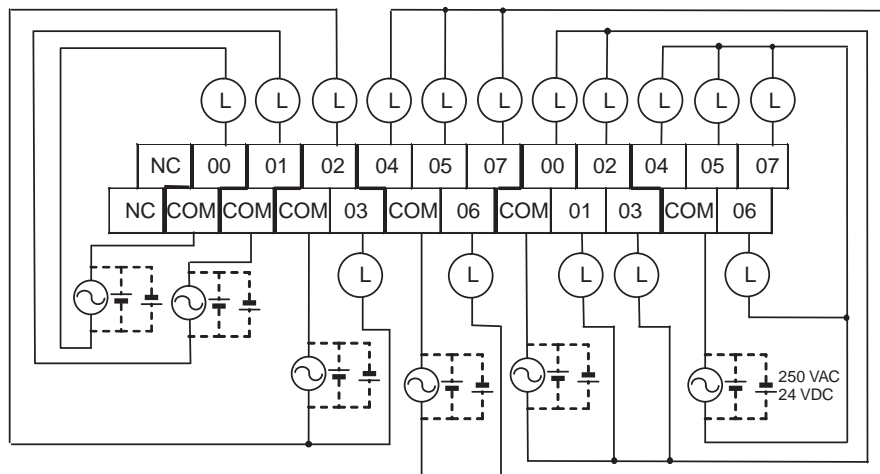 L L L L L L L L L L L
NC 00 01 02 04 05 07 00 02 04 05 07
NC COM COM COM 03 COM 06 COM 01 03 COM 06
L L L L L
250 VAC
24 VDC